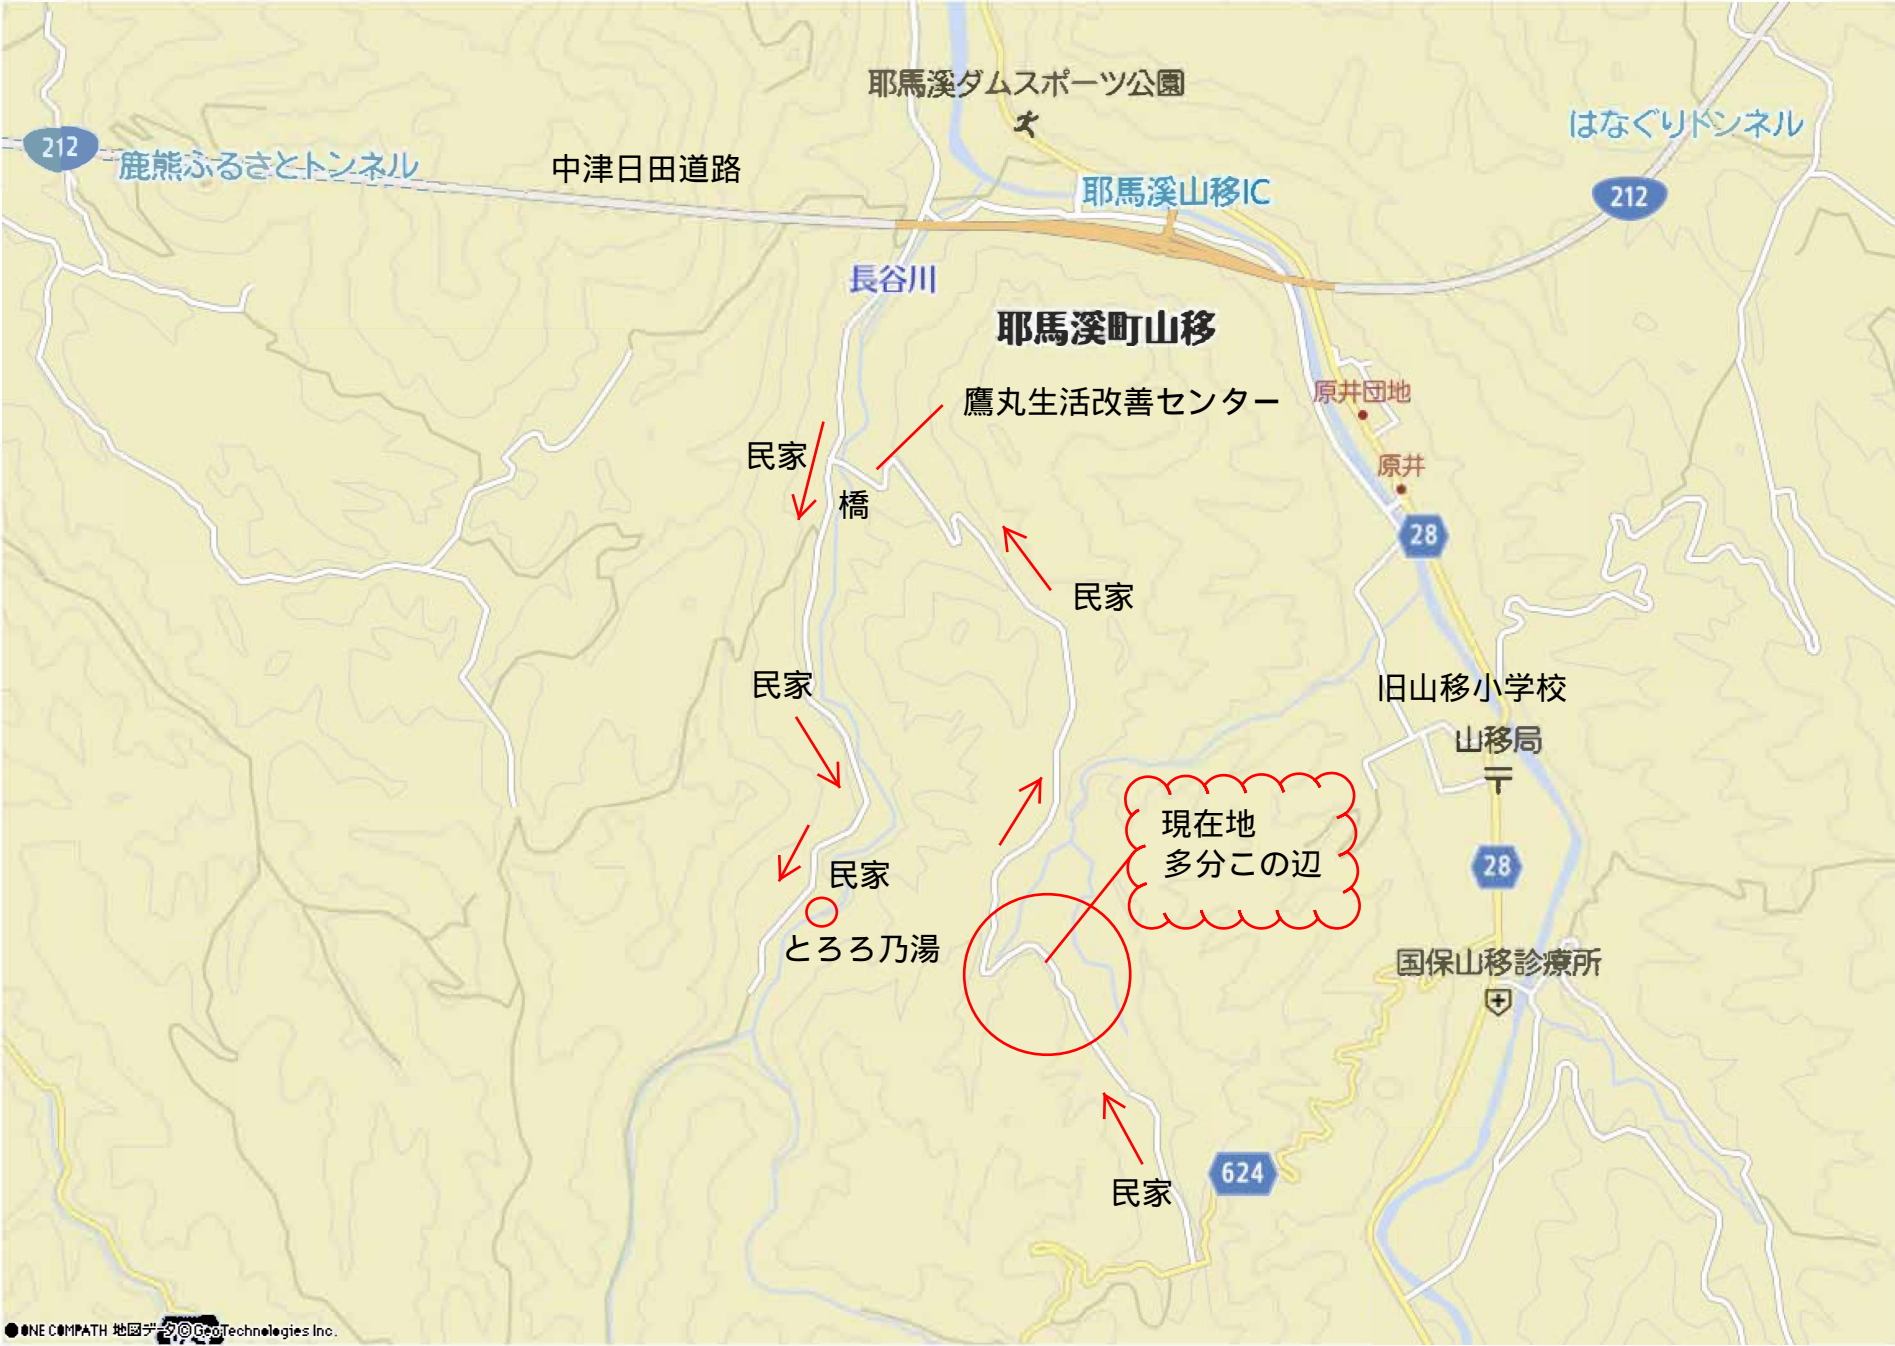 耶馬溪ダムスポーツ公園
はなぐりトンネル
212
鹿熊ふるさとトンネル
中津日田道路
耶馬溪山移IC
212
長谷川
耶馬溪町山移
鷹丸生活改善センター
原井団地
民家
原井
橋
28
民家
民家
旧山移小学校
山移局
現在地
多分この辺
民家
28
とろろ乃湯
国保山移診療所
624
民家
ONE COMPATH 地図データ©GeoTechnologies Inc.